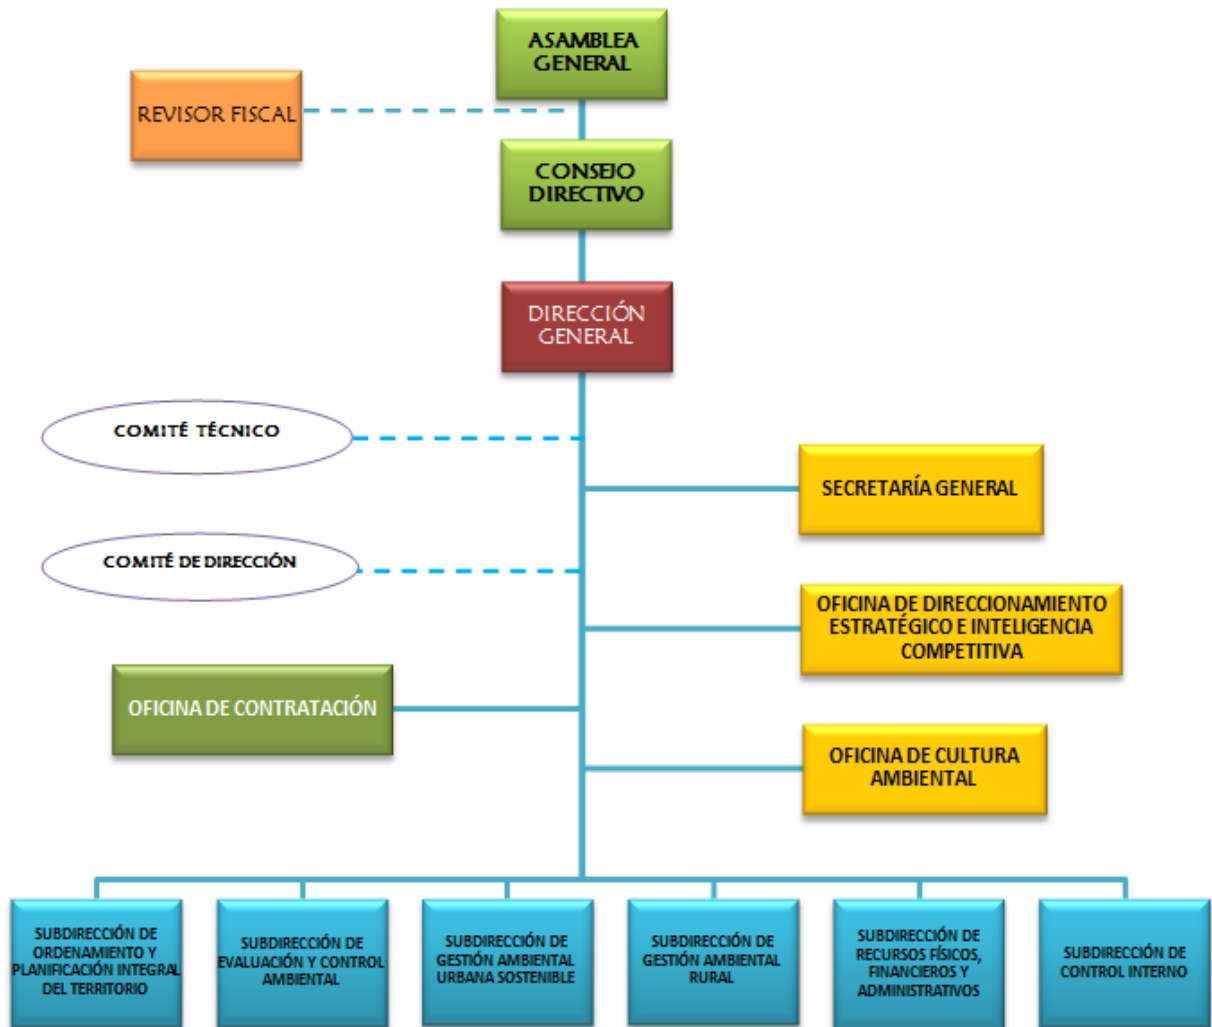 ASAMBLEA
GENERAL
REVISOR FISCAL
CONSEJO
DIRECTIVO
DIRECCIÓN
GENERAL
COMITÉ TÉCNICO
SECRETARÍA GENERAL
COMITÉ DE DIRECCIÓN
OFICINA DE DIRECCIONAMIENTO
ESTRATÉGICO E INTELIGENCIA
COMPETITIVA
OFICINA DE CONTRATACIÓN
OFICINA DE CULTURA
AMBIENTAL
SUBDIRECCIÓN DE
ORDENAMIENTO Y
PLANIFICACIÓN INTEGRAL
DEL TERRITORIO
SUBDIRECCIÓN DE
EVALUACIÓN Y CONTROL
AMBIENTAL
SUBDIRECCIÓN DE
GESTIÓN AMBIENTAL
URBANA SOSTENIBLE
SUBDIRECCIÓN DE
GESTIÓN AMBIENTAL
RURAL
SUBDIRECCIÓN DE
RECURSOS FÍSICOS,
FINANCIEROS Y
ADMINISTRATIVOS
SUBDIRECCIÓN DE
CONTROL INTERNO